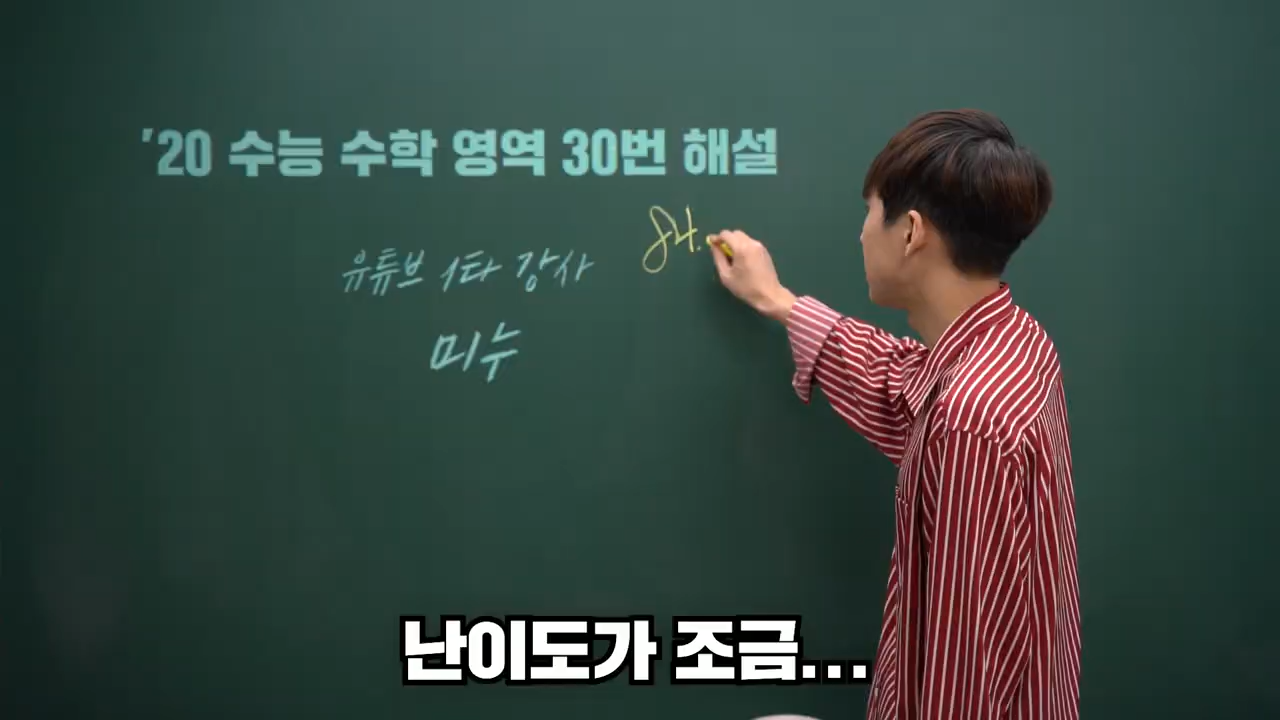 '20 수능 수학 영역 30번 해설
84.
유튜브 1타 강사
미누
난이도가 조금...